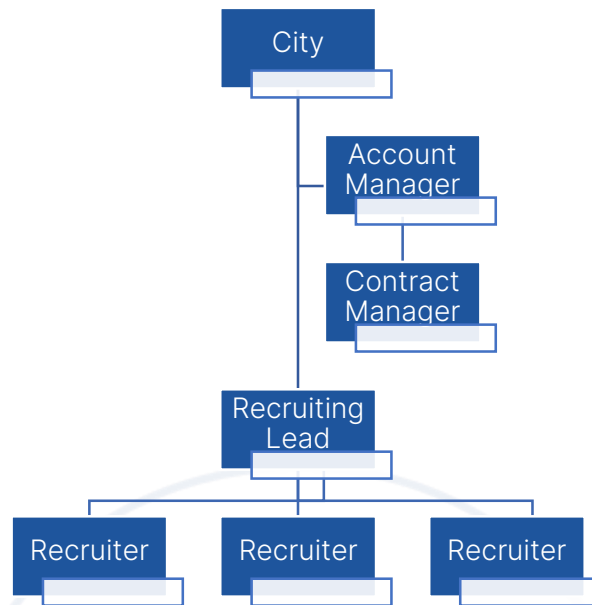 City
Account
Manager
Contract
Manager
Recruiting
Lead
Recruiter
Recruiter
Recruiter